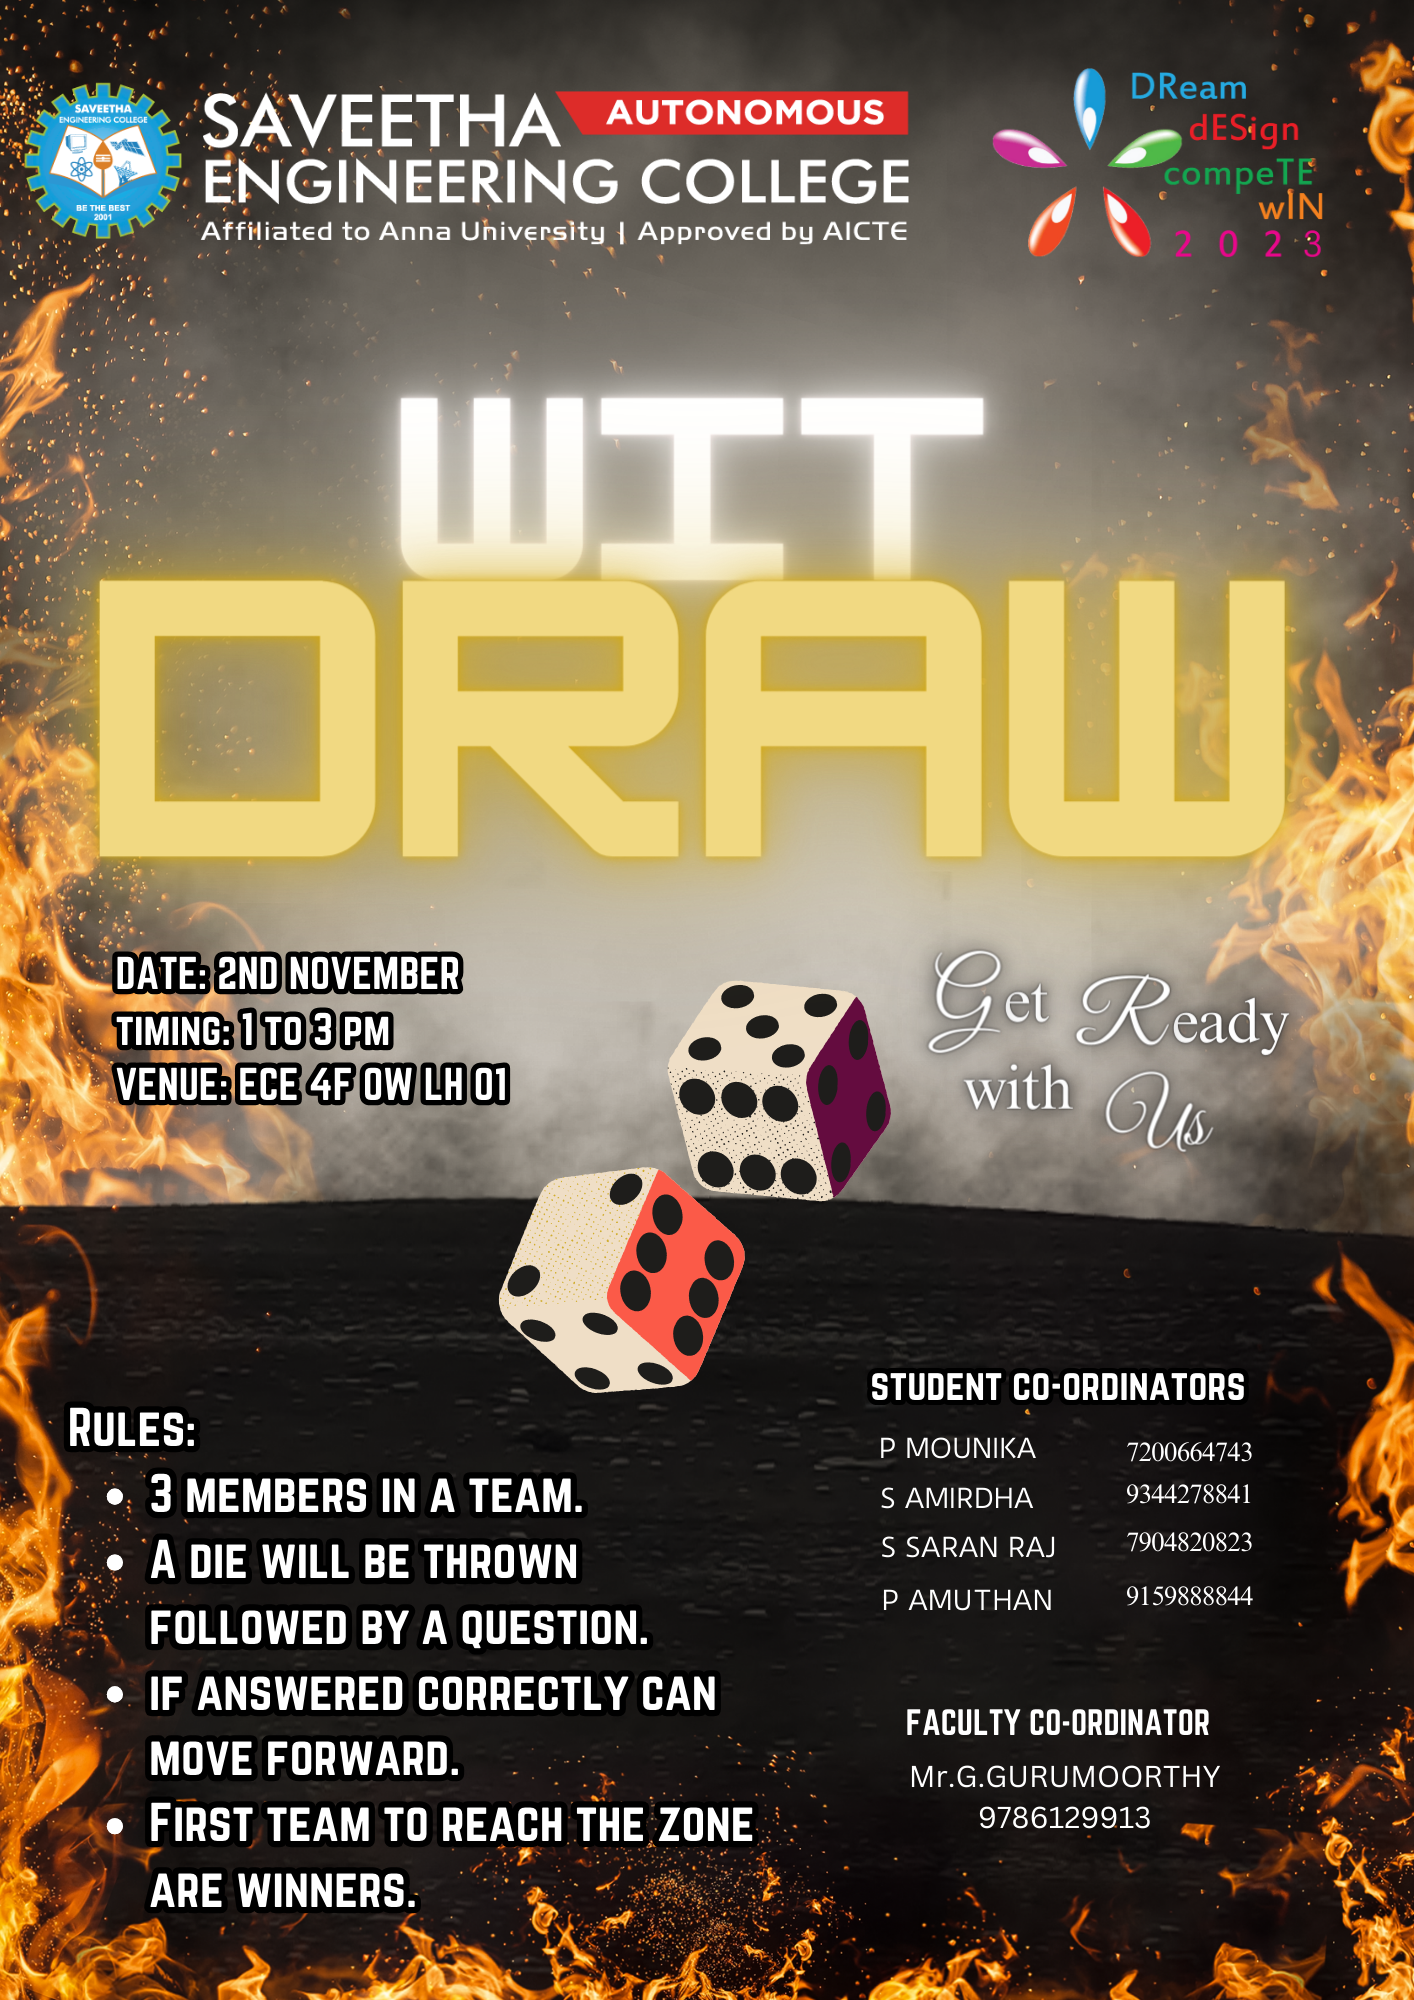 SAVEETHA
ENGINEERING COLLEGE
BE THE BEST
2001
SAVEETHA AUTONOMOUS
ENGINEERING COLLEGE
Affiliated to Anna University | Approved by AICTE
DReam
dESign
compeTE
wIN
2023
WIT
DRAW
DATE: 2ND NOVEMBER
TIMING: 1 TO 3 PM
VENUE: ECE 4F OW LH 01
Get Ready
with Us
RULES:
• 3 MEMBERS IN A TEAM.
• A DIE WILL BE THROWN
FOLLOWED BY A QUESTION.
• IF ANSWERED CORRECTLY CAN
MOVE FORWARD.
• FIRST TEAM TO REACH THE ZONE
ARE WINNERS.
STUDENT CO-ORDINATORS
P MOUNIKA 7200664743
S AMIRDHA 9344278841
S SARAN RAJ 7904820823
P AMUTHAN 9159888844
FACULTY CO-ORDINATOR
Mr.G.GURUMOORTHY
9786129913